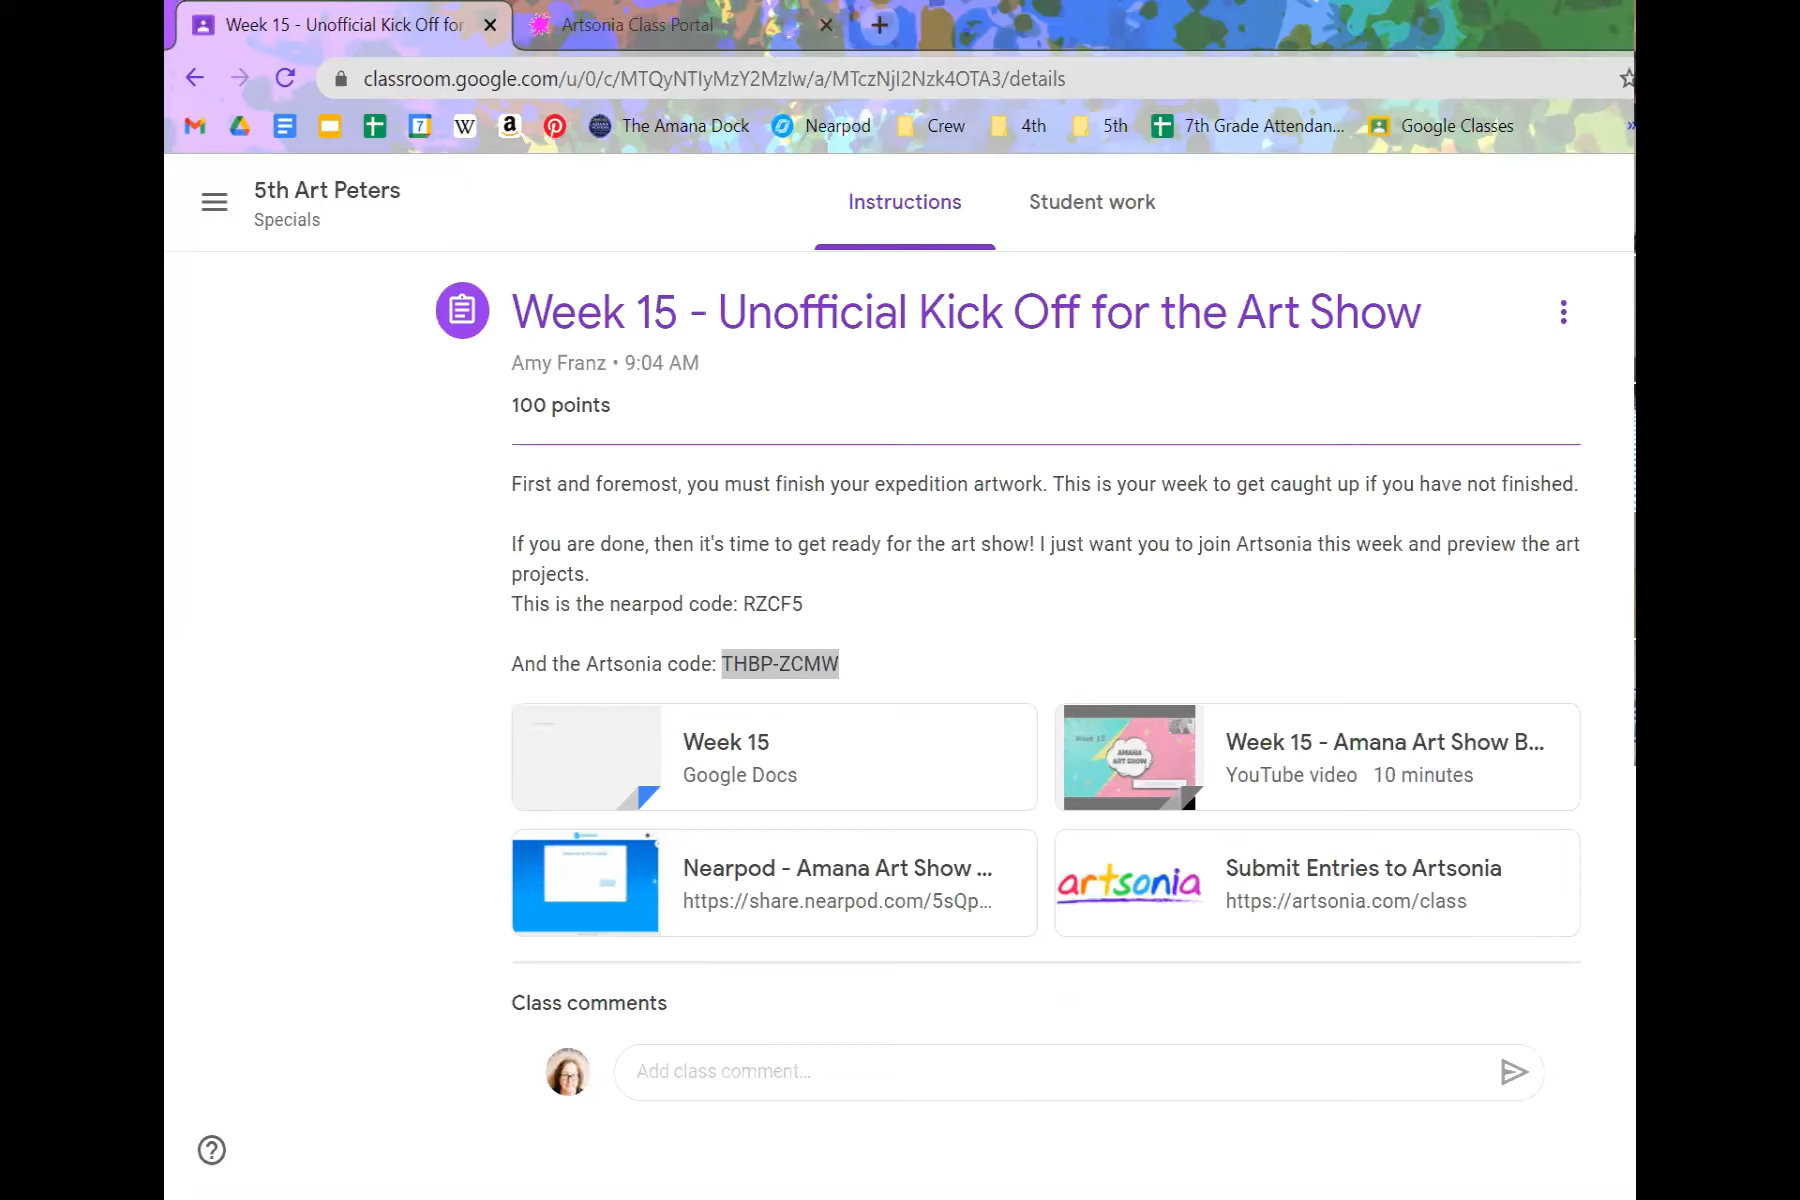 Week 15 - Unofficial Kick Off for
Artsonia Class Portal
classroom.google.com/u/0/c/MTQyNTIyMzY2MzIw/a/MTczNjI2Nzk4OTA3/details
The Amana Dock Nearpod Crew 4th 5th 7th Grade Attendan... Google Classes
5th Art Peters
Specials
Instructions Student work
Week 15 - Unofficial Kick Off for the Art Show
Amy Franz • 9:04 AM
100 points
First and foremost, you must finish your expedition artwork. This is your week to get caught up if you have not finished.
If you are done, then it's time to get ready for the art show! I just want you to join Artsonia this week and preview the art
projects.
This is the nearpod code: RZCF5
And the Artsonia code: THBP-ZCMW
Week 15
Google Docs
Week 15
AMANA
ART SHOW
Week 15 - Amana Art Show B...
YouTube video 10 minutes
Nearpod - Amana Art Show ...
https://share.nearpod.com/5sQp...
artsonia
Submit Entries to Artsonia
https://artsonia.com/class
Class comments
Add class comment...